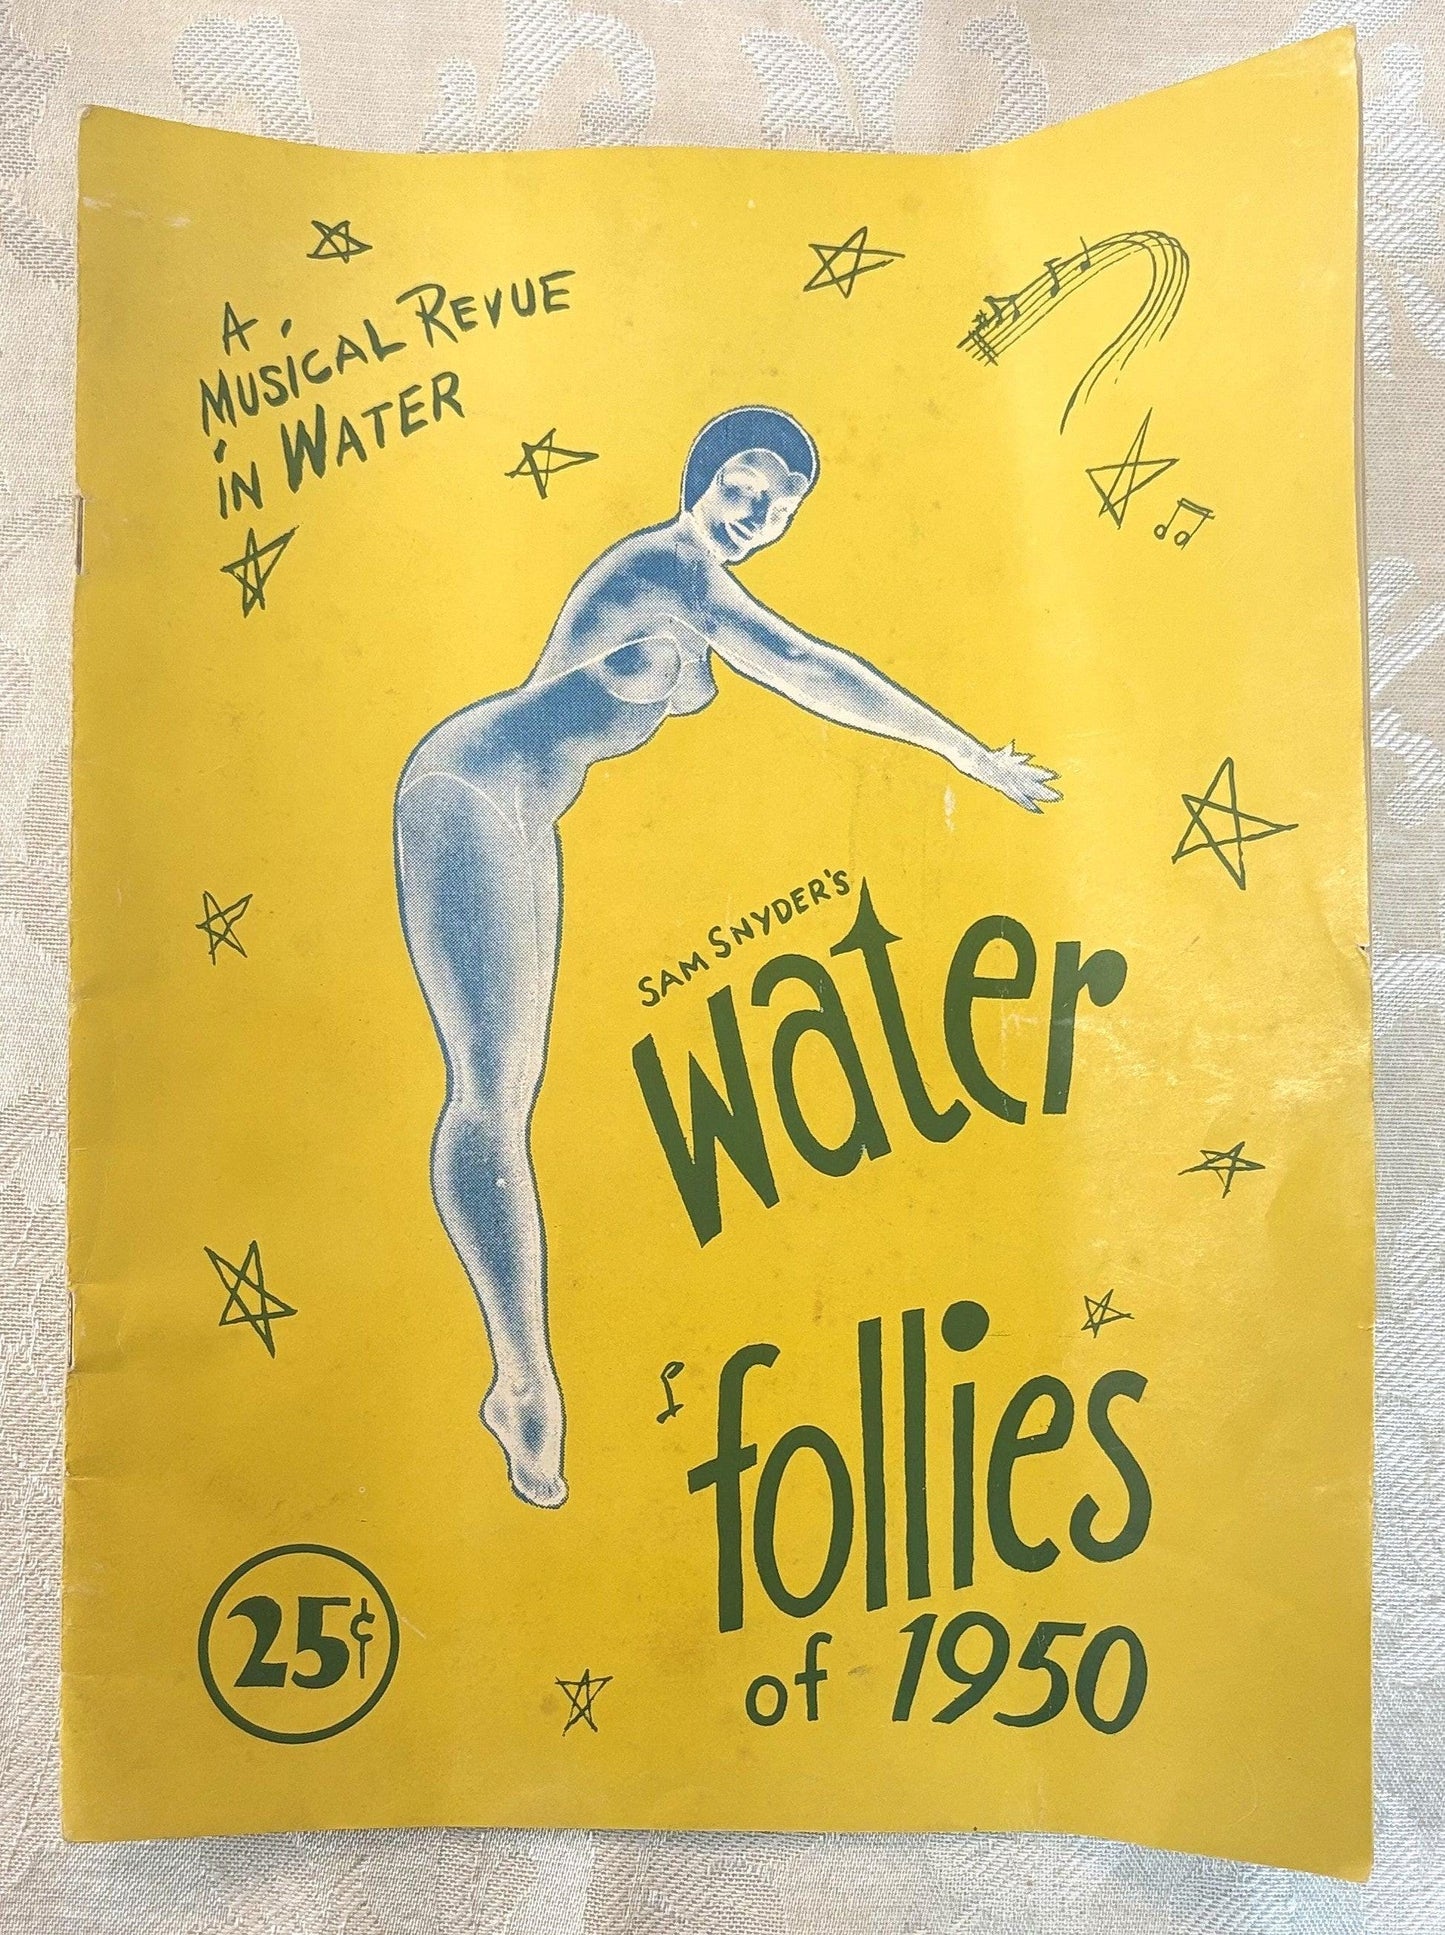 A
MUSICAL REVUE
iN WATER
SAM SNYDER'S
water
follies
of 1950
25¢